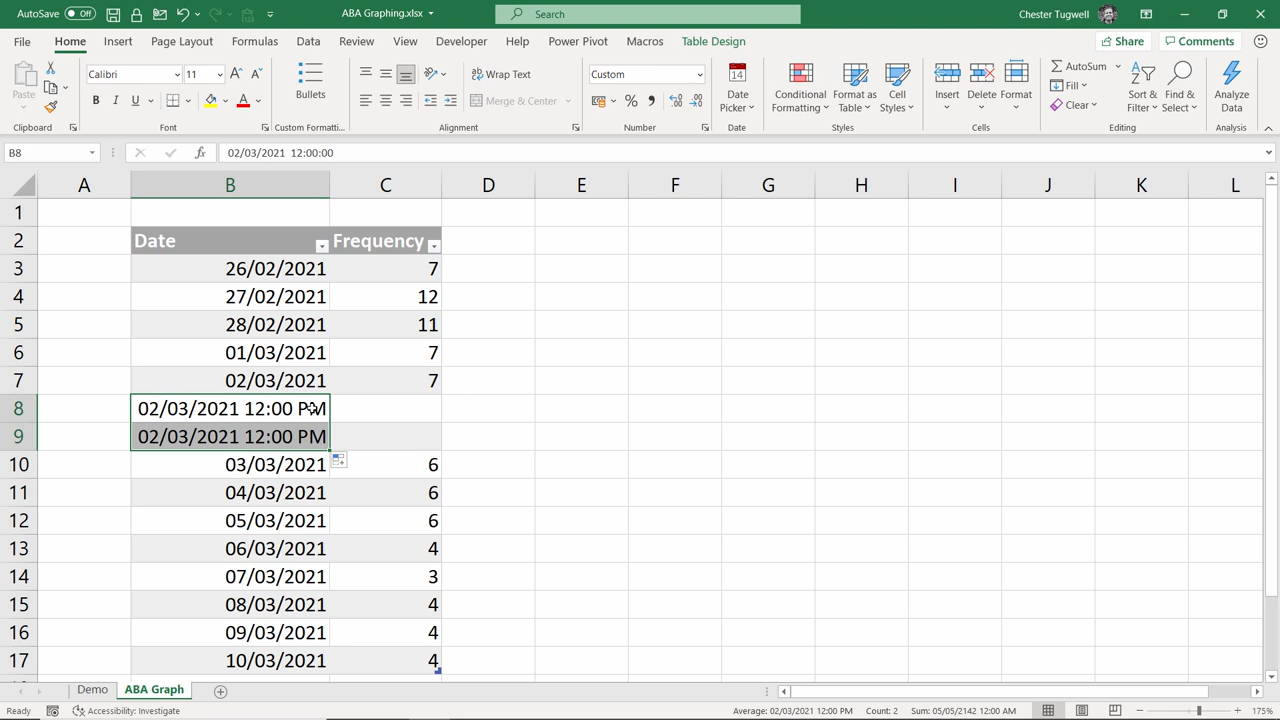 AutoSave Off
ABA Graphing.xlsx
Search
Chester Tugwell
File Home Insert Page Layout Formulas Data Review View Developer Help Power Pivot Macros Table Design
Share Comments
Paste
Calibri 11
B I U
Bullets
Wrap Text
Merge & Center
Custom
Date Picker
Conditional Formatting
Format as Table
Cell Styles
Insert
Delete
Format
AutoSum
Fill
Clear
Sort & Filter
Find & Select
Analyze Data
Clipboard Font Custom Formatti... Alignment Number Date Styles Cells Editing Analysis
B8 fx 02/03/2021 12:00:00
A B C D E F G H I J K L
1
2 Date Frequency
3 26/02/2021 7
4 27/02/2021 12
5 28/02/2021 11
6 01/03/2021 7
7 02/03/2021 7
8 02/03/2021 12:00 PM
9 02/03/2021 12:00 PM
10 03/03/2021 6
11 04/03/2021 6
12 05/03/2021 6
13 06/03/2021 4
14 07/03/2021 3
15 08/03/2021 4
16 09/03/2021 4
17 10/03/2021 4
Demo ABA Graph
Ready Accessibility: Investigate Average: 02/03/2021 12:00 PM Count: 2 Sum: 05/05/2142 12:00 AM 175%